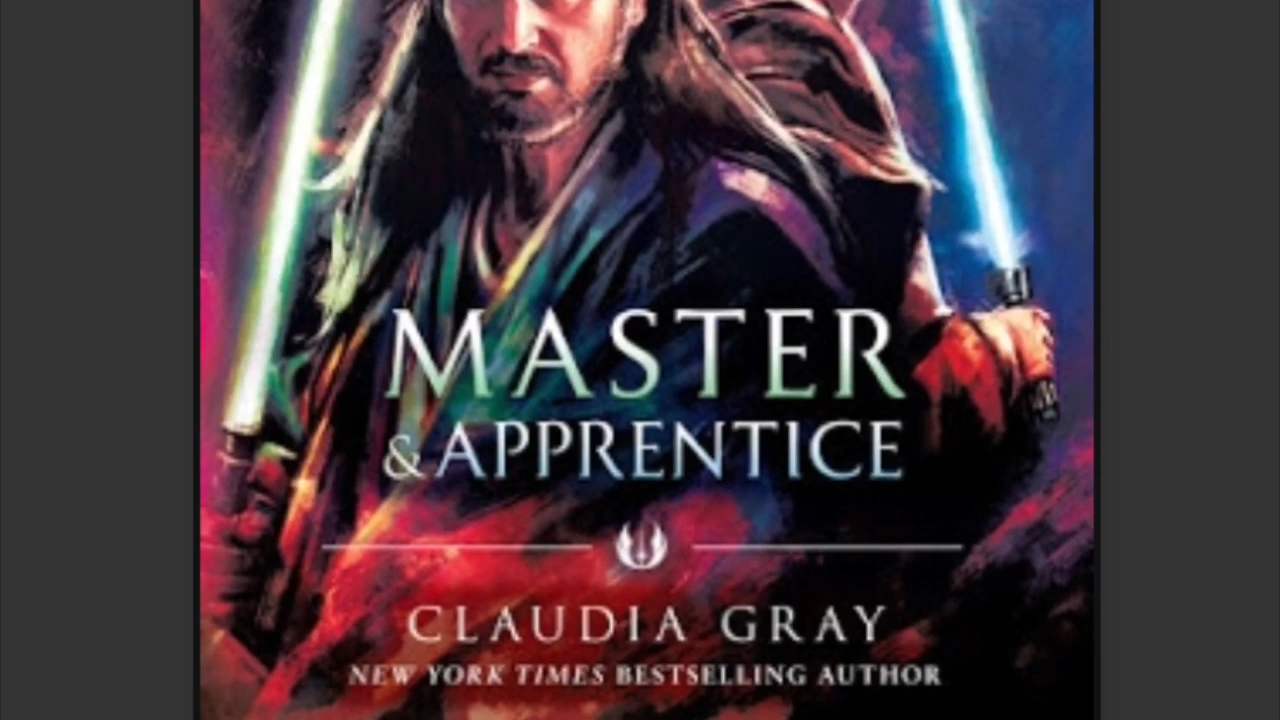 MASTER
& APPRENTICE
CLAUDIA GRAY
NEW YORK TIMES BESTSELLING AUTHOR